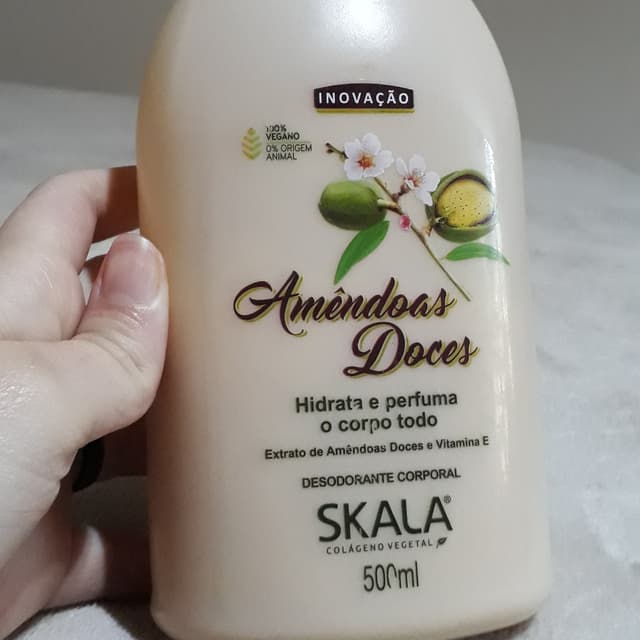 INOVAÇÃO
100%
VEGANO
0% ORIGEM
ANIMAL
Amêndoas
Doces
Hidrata e perfuma
o corpo todo
Extrato de Amêndoas Doces e Vitamina E
DESODORANTE CORPORAL
SKALA®
COLÁGENO VEGETAL
500ml